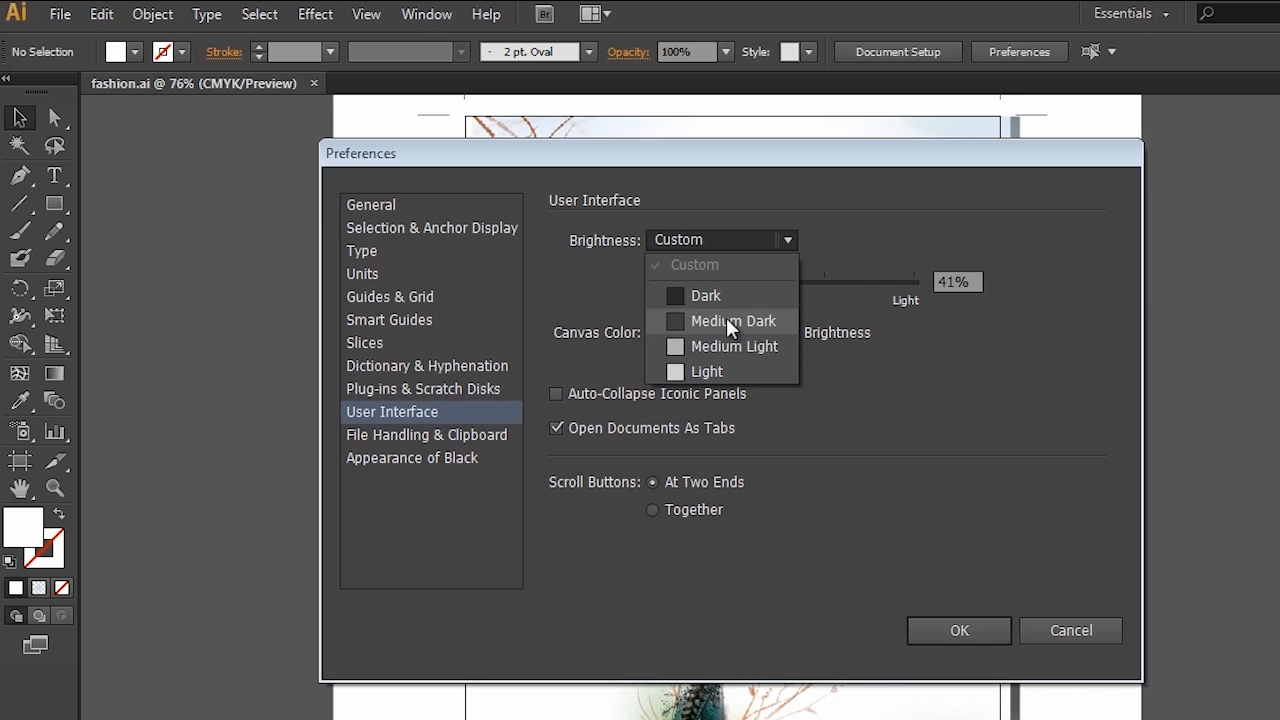 Ai File Edit Object Type Select Effect View Window Help Br Essentials
No Selection Stroke: - 2 pt. Oval Opacity: 100% Style: Document Setup Preferences
fashion.ai @ 76% (CMYK/Preview) ×
Preferences
General
Selection & Anchor Display
Type
Units
Guides & Grid
Smart Guides
Slices
Dictionary & Hyphenation
Plug-ins & Scratch Disks
User Interface
File Handling & Clipboard
Appearance of Black
User Interface
Brightness: Custom
Custom
Dark
Medium Dark
Medium Light
Light
41%
Light
Canvas Color: Brightness
Auto-Collapse Iconic Panels
Open Documents As Tabs
Scroll Buttons: At Two Ends
Together
OK Cancel
T